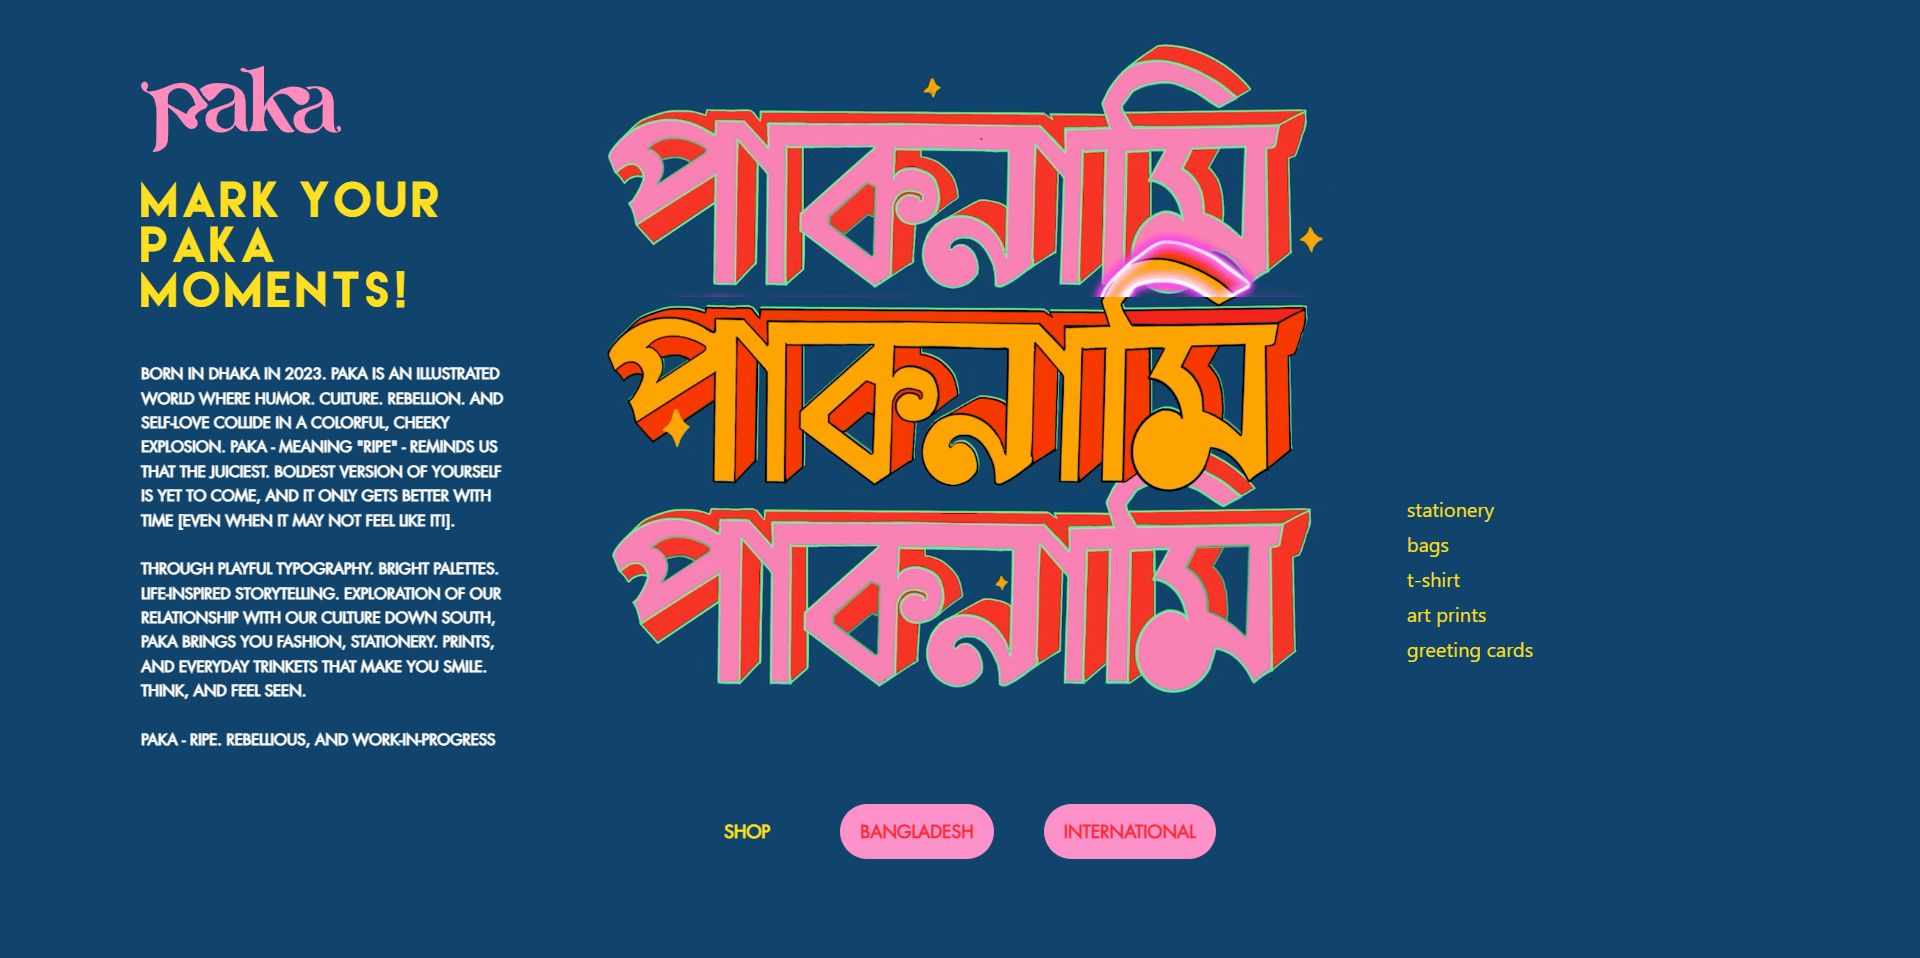 paka
MARK YOUR
PAKA
MOMENTS!
BORN IN DHAKA IN 2023. PAKA IS AN ILLUSTRATED
WORLD WHERE HUMOR. CULTURE. REBELLION. AND
SELF-LOVE COLLIDE IN A COLORFUL, CHEEKY
EXPLOSION. PAKA - MEANING "RIPE" - REMINDS US
THAT THE JUICIEST. BOLDEST VERSION OF YOURSELF
IS YET TO COME, AND IT ONLY GETS BETTER WITH
TIME [EVEN WHEN IT MAY NOT FEEL LIKE IT!].
THROUGH PLAYFUL TYPOGRAPHY. BRIGHT PALETTES.
LIFE-INSPIRED STORYTELLING. EXPLORATION OF OUR
RELATIONSHIP WITH OUR CULTURE DOWN SOUTH,
PAKA BRINGS YOU FASHION, STATIONERY. PRINTS,
AND EVERYDAY TRINKETS THAT MAKE YOU SMILE.
THINK, AND FEEL SEEN.
PAKA - RIPE. REBELLIOUS, AND WORK-IN-PROGRESS
পাকনামি
পাকনামি
পাকনামি
stationery
bags
t-shirt
art prints
greeting cards
SHOP
BANGLADESH
INTERNATIONAL